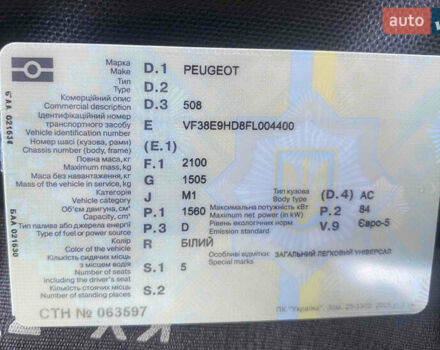 auto
Марка
Make D.1 PEUGEOT
Тип
Type D.2
Комерційний опис
Commercial description D.3 508
Ідентифікаційний номер
транспортного засобу E VF38E9HD8FL004400
Vehicle identification number
Номер шасі (кузова, рами) (E.1)
Chassis number (body, frame)
Повна маса, кг F.1 2100
Maximum mass, kg
Маса без навантаження, кг G 1505
Mass of the vehicle in service, kg
Категорія J M1 Тип кузова (D.4) AC
Vehicle category Body type
Об'єм двигуна, см³ P.1 1560 Максимальна потужність кВт P.2 84
Capacity, cm³ Maximum net power (in kW)
Тип палива або джерела енергії P.3 D Рівень екологічних норм V.9 Євро-5
Type of fuel or power source Emission standard
Колір R БІЛИЙ
Color of the vehicle
Кількість сидячих місць Особливі відмітки: ЗАГАЛЬНИЙ ЛЕГКОВИЙ УНІВЕРСАЛ
з місцем водія S.1 5 Special marks
Number of seats
including the driver's seat
Кількість стоячих місць S.2
Number of standing places
СТН № 063597